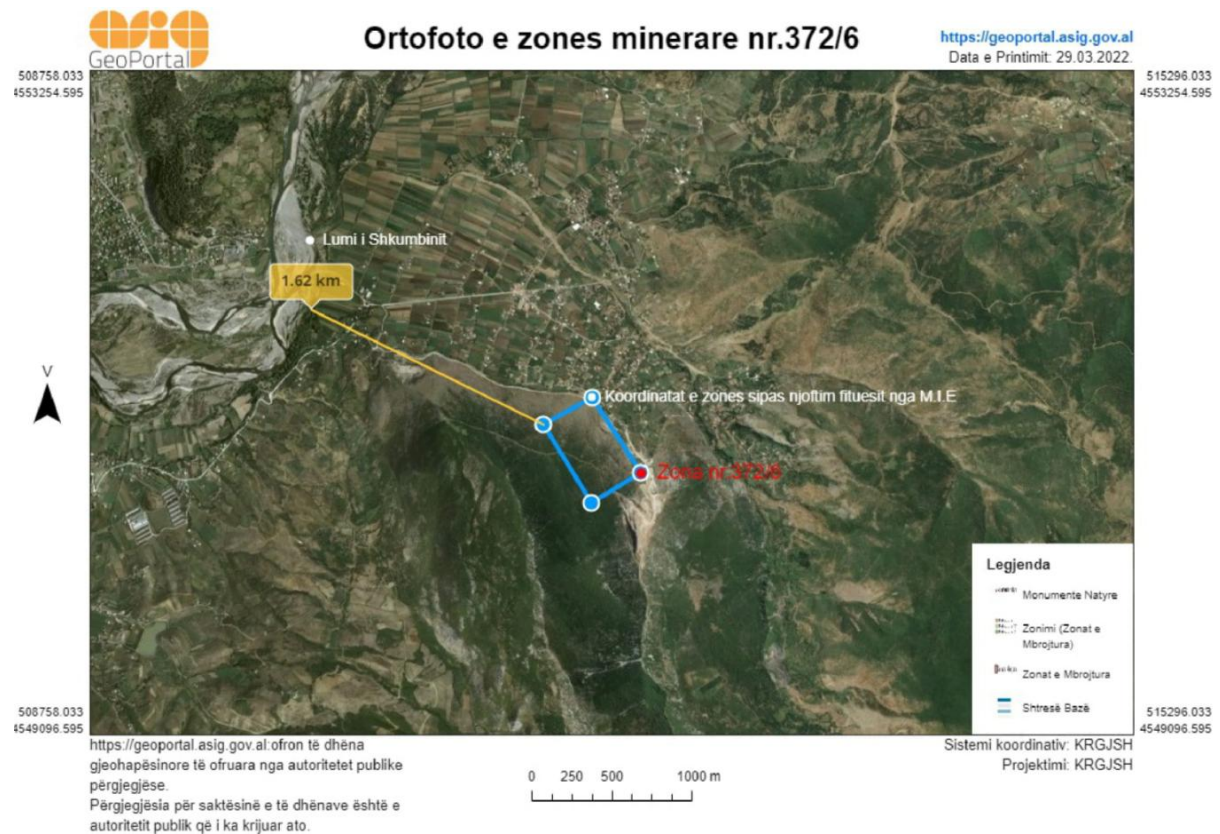 asig
GeoPortal
Ortofoto e zones minerare nr.372/6
https://geoportal.asig.gov.al
Data e Printimit: 29.03.2022.
508758.033
4553254.595
515296.033
4553254.595
Lumi i Shkumbinit
1.62 km
V
Koordinatat e zones sipas njoftim fituesit nga M.I.E
Zona nr.372/6
Legjenda
Monumente Natyre
Zonimi (Zonat e
Mbrojtura)
Zonat e Mbrojtura
Shtresë Bazë
508758.033
4549096.595
515296.033
4549096.595
https://geoportal.asig.gov.al:ofron të dhëna
gjeohapësinore të ofruara nga autoritetet publike
përgjegjëse.
Përgjegjësia për saktësinë e të dhënave është e
autoritetit publik që i ka krijuar ato.
0 250 500 1000 m
Sistemi koordinativ: KRGJSH
Projektimi: KRGJSH